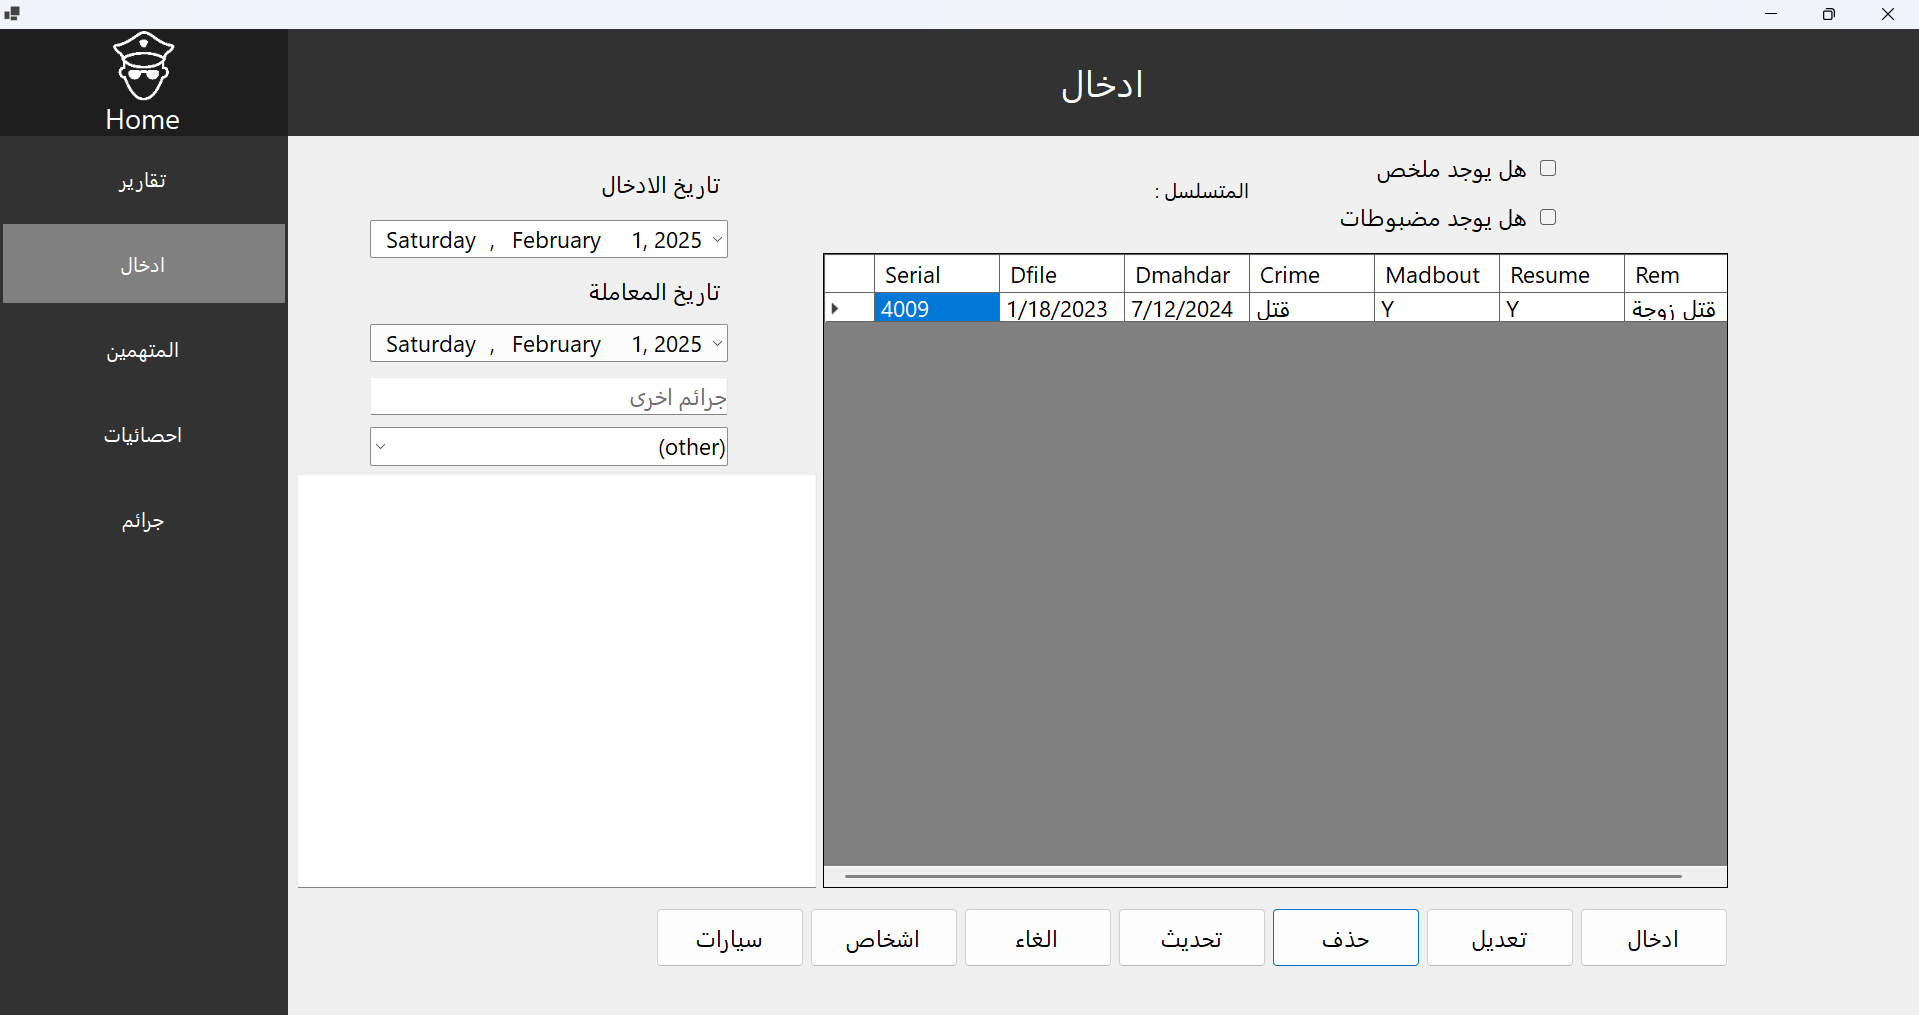 Home
ادخال
تقارير
ادخال
المتهمين
احصائيات
جرائم
هل يوجد ملخص
هل يوجد مضبوطات
المتسلسل :
تاريخ الادخال
Saturday , February 1, 2025
تاريخ المعاملة
Saturday , February 1, 2025
جرائم اخرى
(other)
Serial Dfile Dmahdar Crime Madbout Resume Rem
4009 1/18/2023 7/12/2024 قتل Y Y قتل زوجة
ادخال تعديل حذف تحديث الغاء اشخاص سيارات